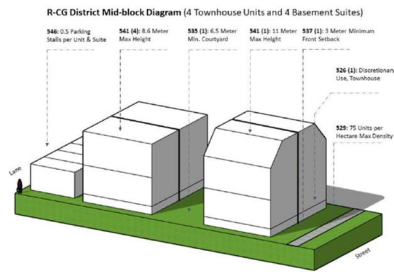 R-CG District Mid-block Diagram (4 Townhouse Units and 4 Basement Suites)
546: 0.5 Parking
Stalls per Unit & Suite
541 (4): 8.6 Meter
Max Height
535 (1): 6.5 Meter
Min. Courtyard
541 (1): 11 Meter
Max Height
537 (1): 3 Meter Minimum
Front Setback
526 (1): Discretionary
Use, Townhouse
529: 75 Units per
Hectare Max Density
Lane
Street